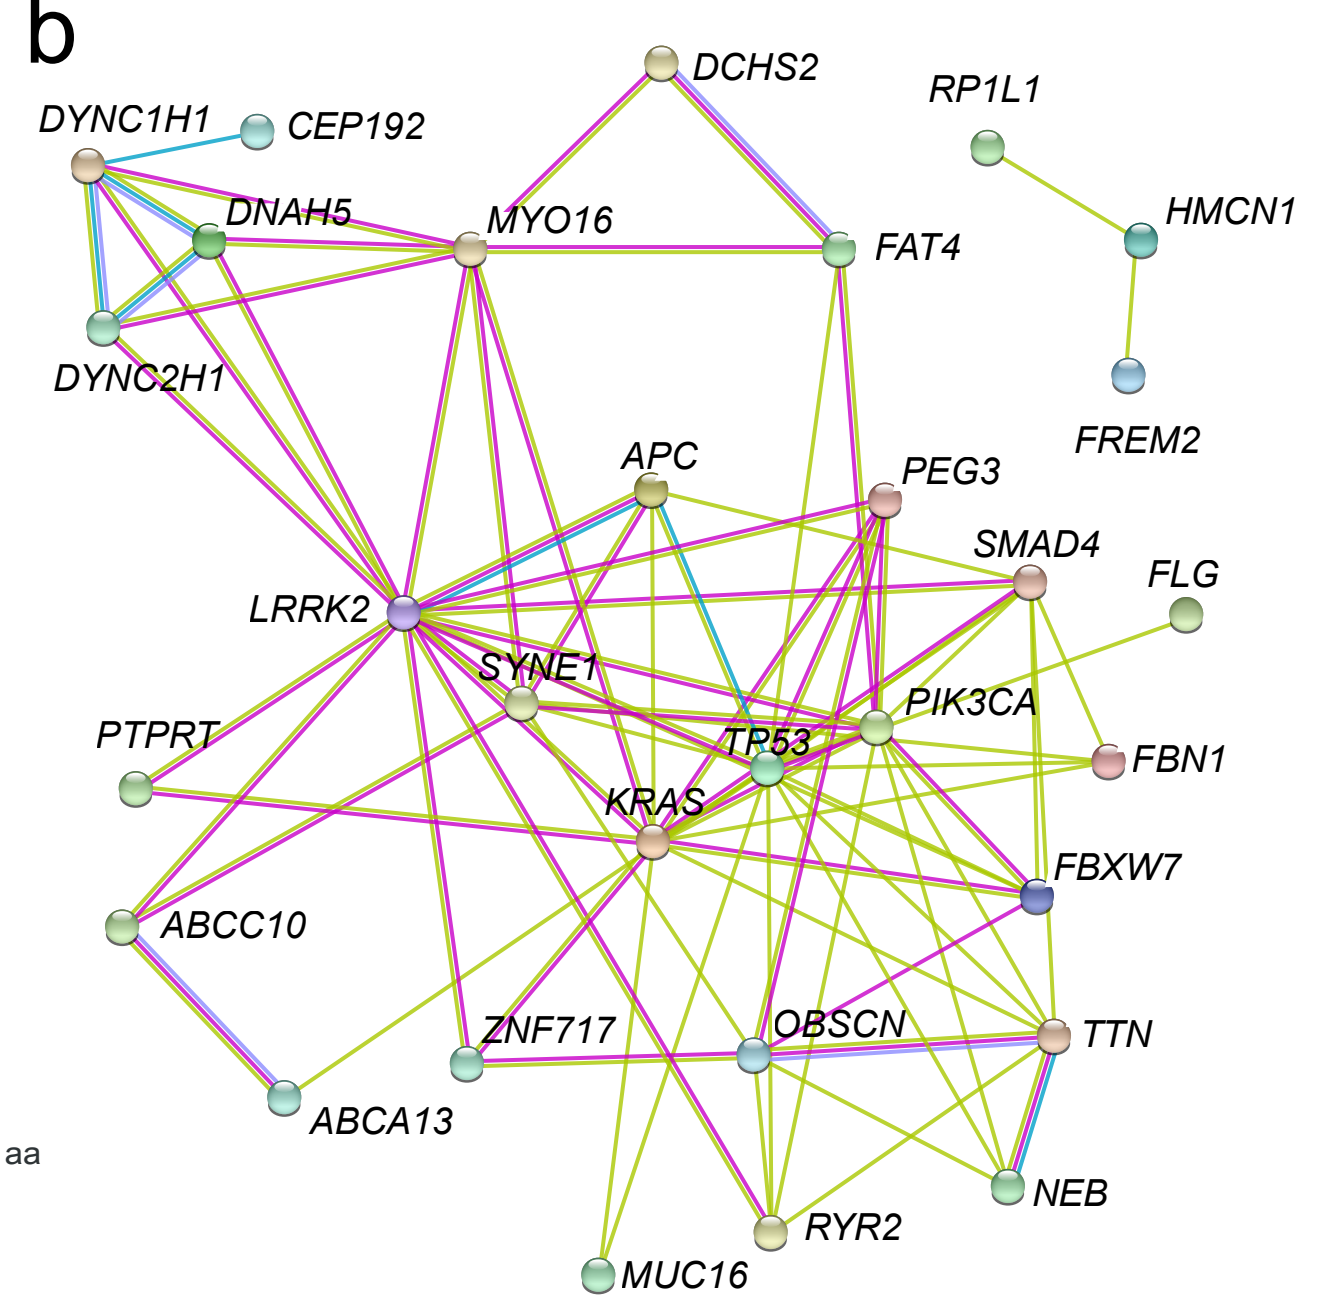 b
DCHS2
RP1L1
DYNC1H1
CEP192
DNAH5
MYO16
HMCN1
FAT4
DYNC2H1
FREM2
APC
PEG3
SMAD4
FLG
LRRK2
SYNE1
PIK3CA
PTPRT
TP53
FBN1
KRAS
FBXW7
ABCC10
ZNF717
OBSCN
TTN
ABCA13
aa
NEB
RYR2
MUC16